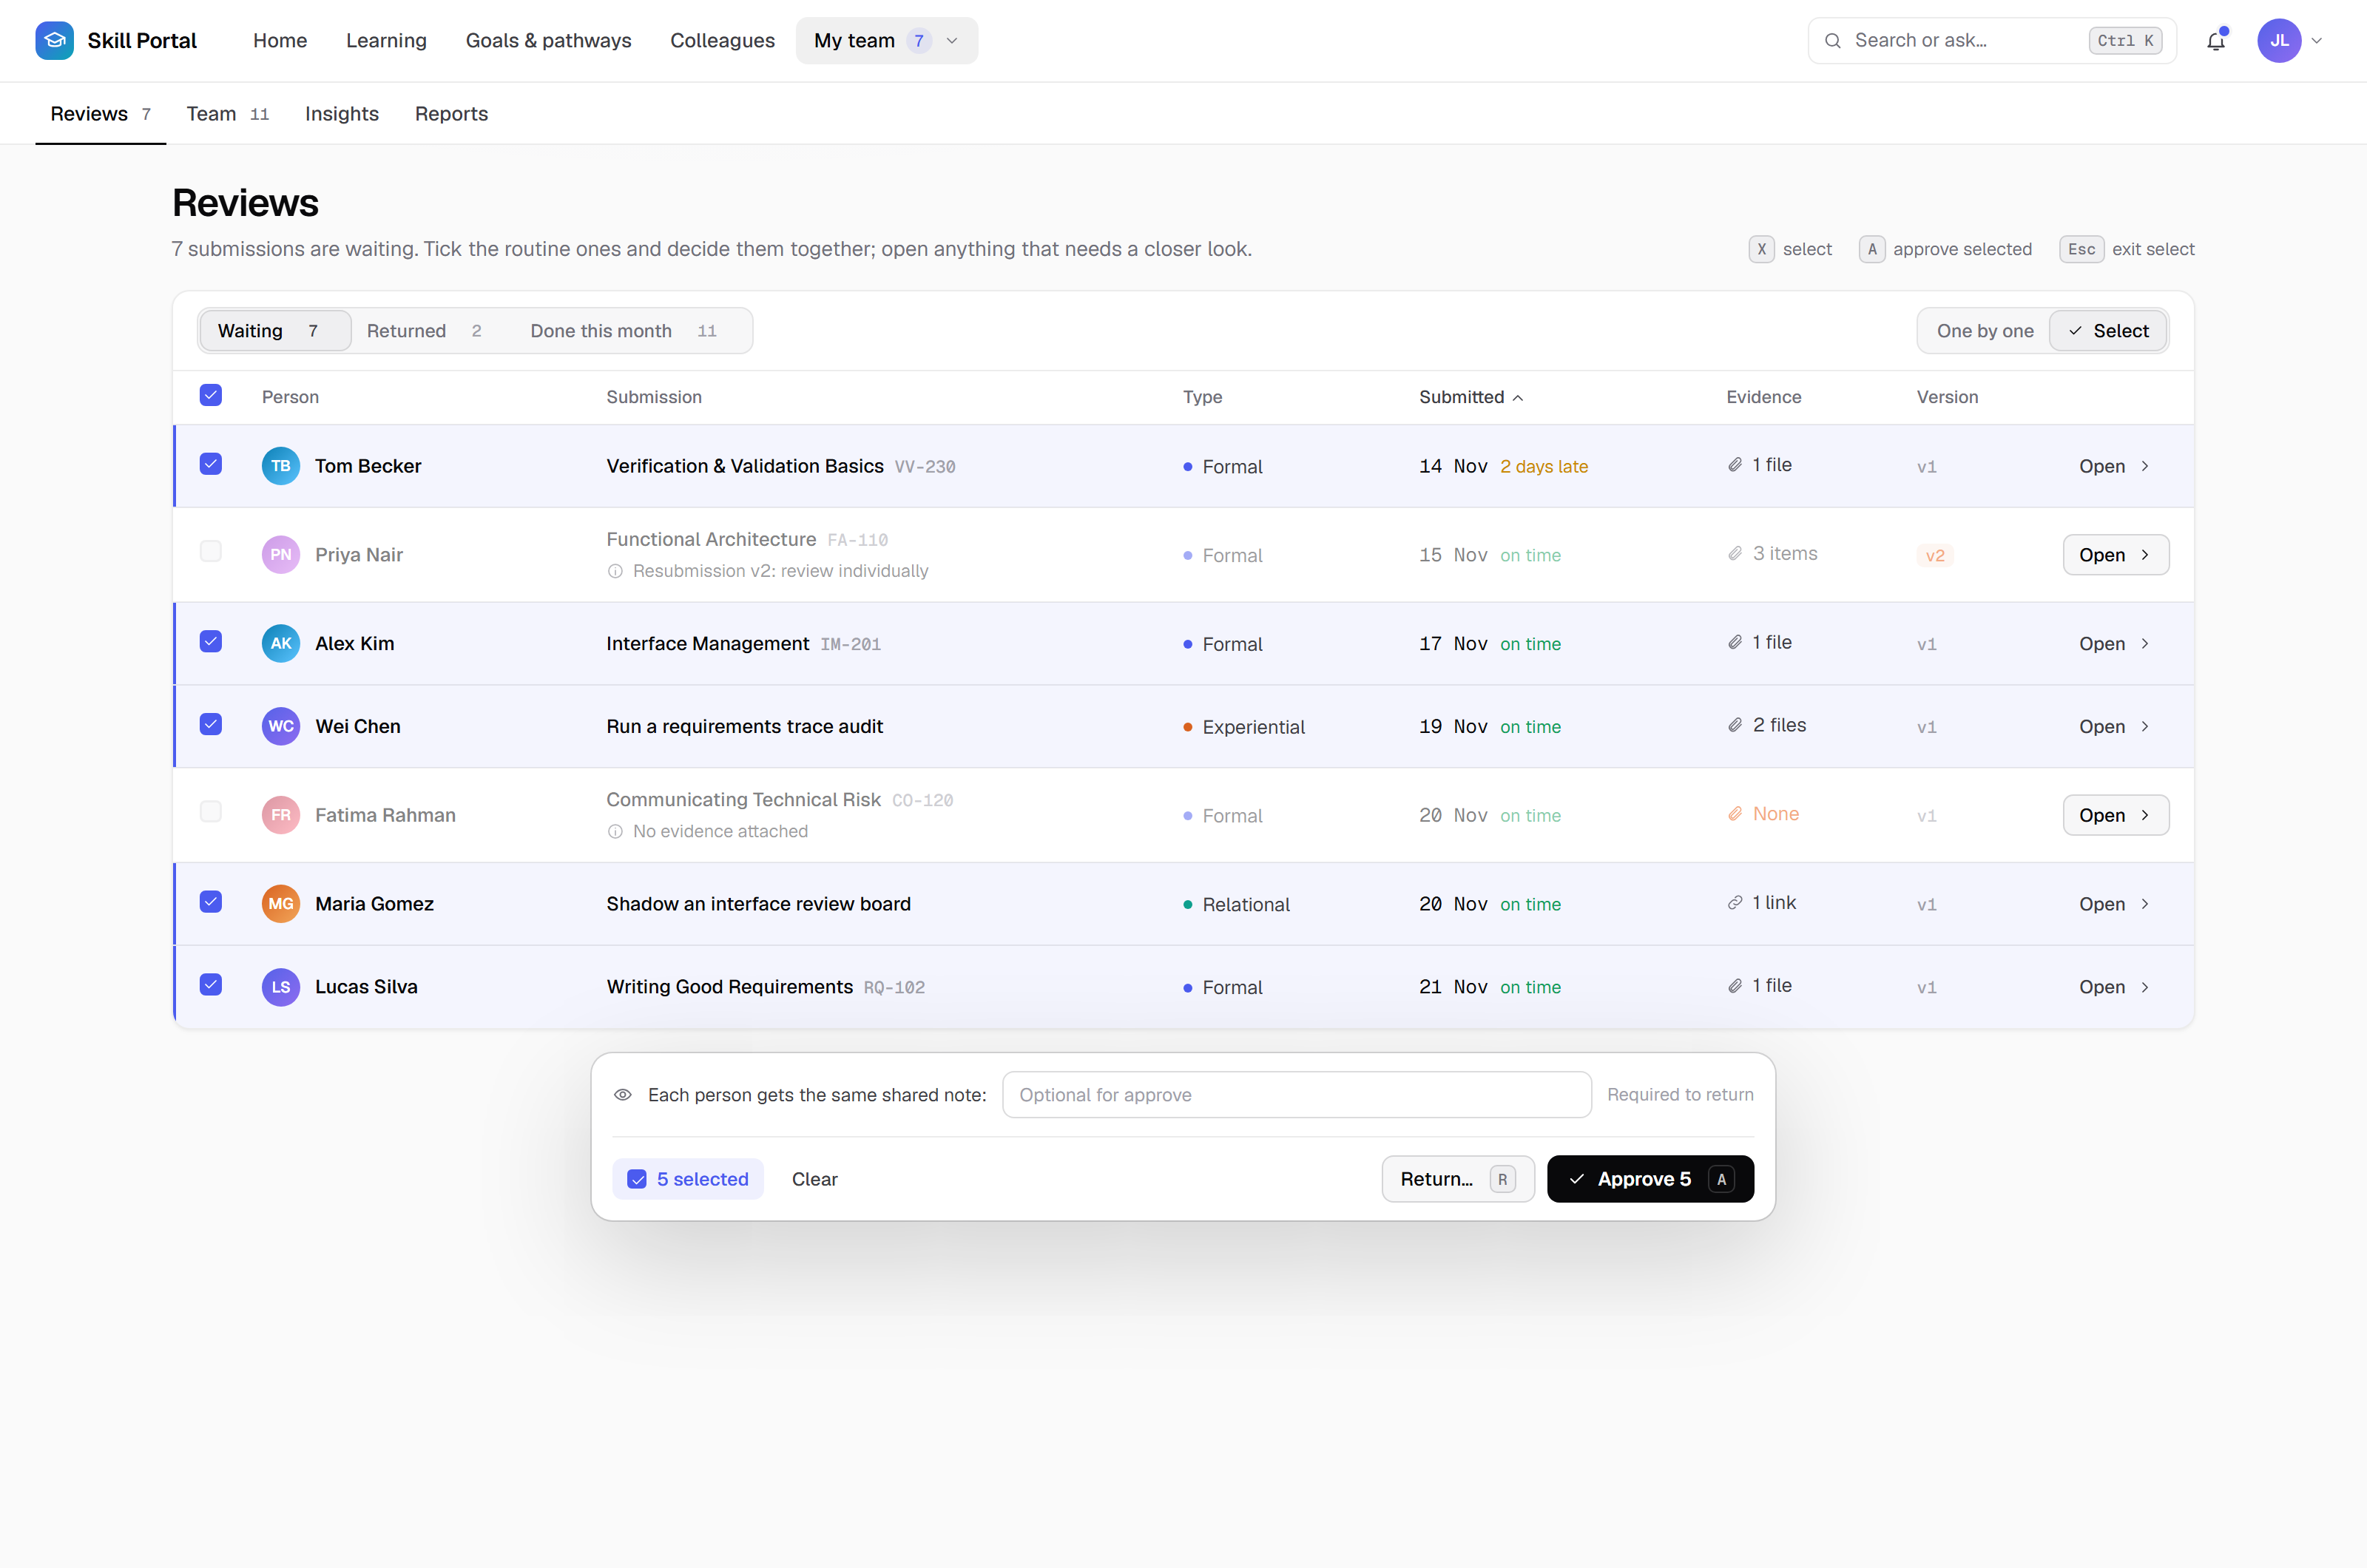 Skill Portal Home Learning Goals & pathways Colleagues My team 7 Search or ask... Ctrl K JL
Reviews 7 Team 11 Insights Reports
Reviews
7 submissions are waiting. Tick the routine ones and decide them together; open anything that needs a closer look. X select A approve selected Esc exit select
Waiting 7 Returned 2 Done this month 11 One by one Select
Person Submission Type Submitted Evidence Version
TB Tom Becker Verification & Validation Basics VV-230 Formal 14 Nov 2 days late 1 file v1 Open
PN Priya Nair Functional Architecture FA-110 Formal 15 Nov on time 3 items v2 Open
Resubmission v2: review individually
AK Alex Kim Interface Management IM-201 Formal 17 Nov on time 1 file v1 Open
WC Wei Chen Run a requirements trace audit Experiential 19 Nov on time 2 files v1 Open
FR Fatima Rahman Communicating Technical Risk CO-120 Formal 20 Nov on time None v1 Open
No evidence attached
MG Maria Gomez Shadow an interface review board Relational 20 Nov on time 1 link v1 Open
LS Lucas Silva Writing Good Requirements RQ-102 Formal 21 Nov on time 1 file v1 Open
Each person gets the same shared note: Optional for approve Required to return
5 selected Clear Return... R Approve 5 A